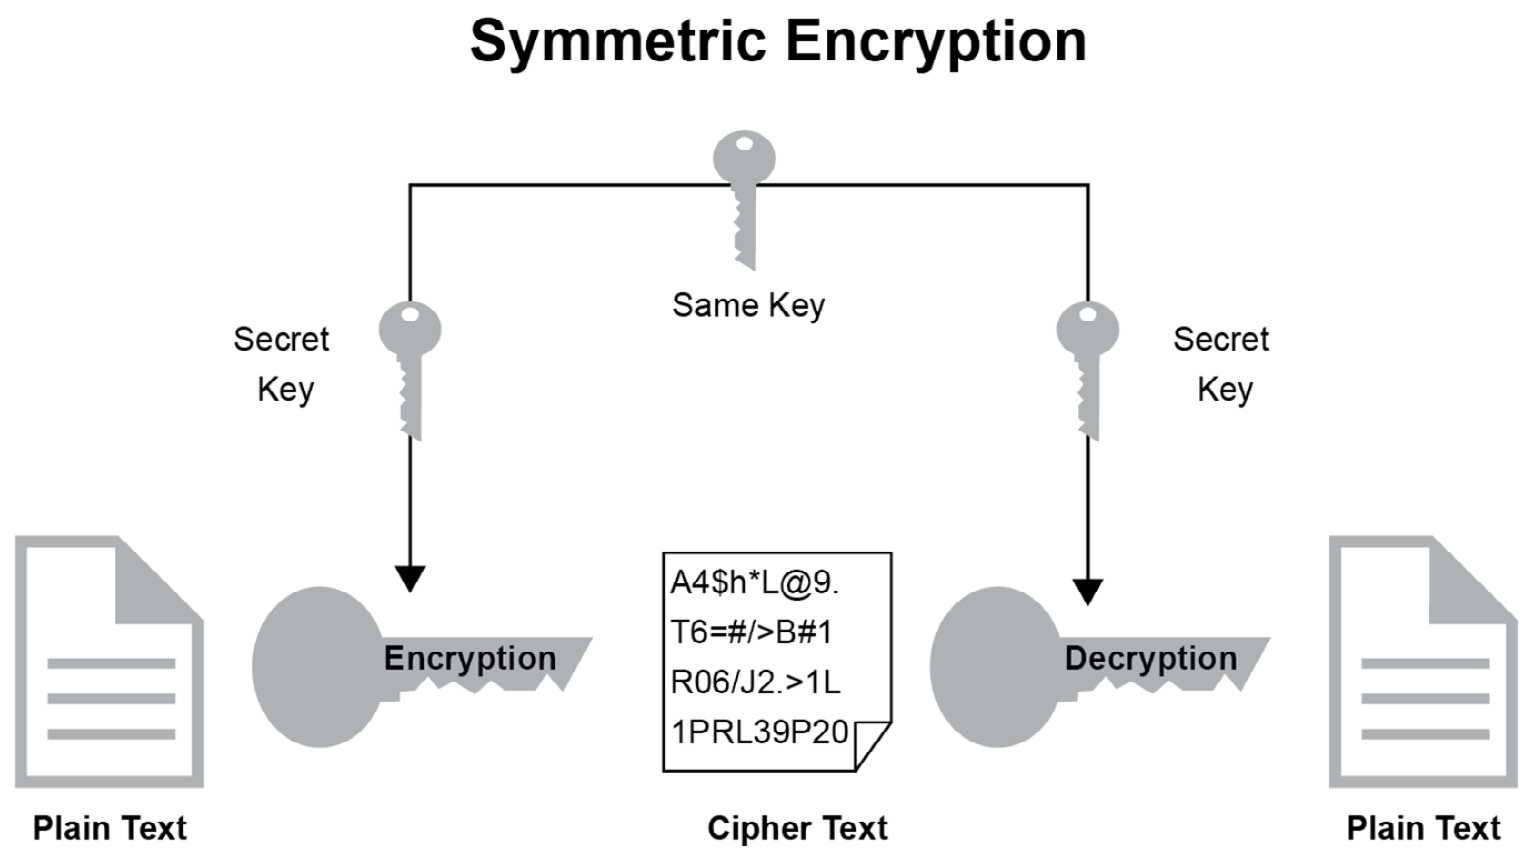 Symmetric Encryption
Same Key
Secret
Key
Secret
Key
Encryption
A4$h*L@9.
T6=#/>B#1
R06/J2.>1L
1PRL39P20
Decryption
Plain Text
Cipher Text
Plain Text